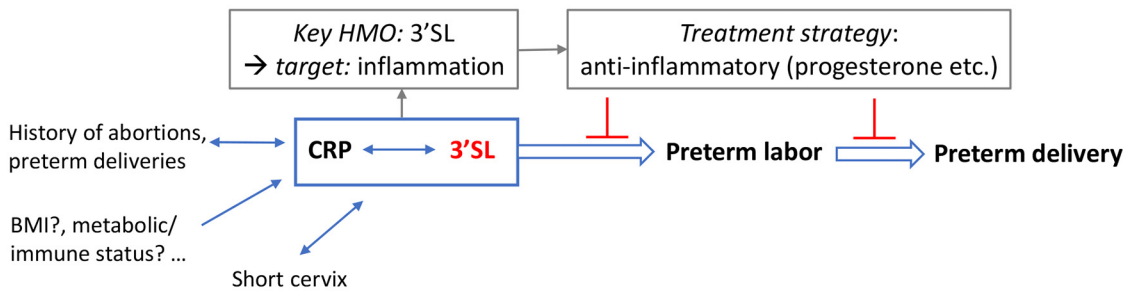 Key HMO: 3’SL
→ target: inflammation
Treatment strategy:
anti-inflammatory (progesterone etc.)
History of abortions,
preterm deliveries
CRP
3’SL
Preterm labor
Preterm delivery
BMI?, metabolic/
immune status? ...
Short cervix